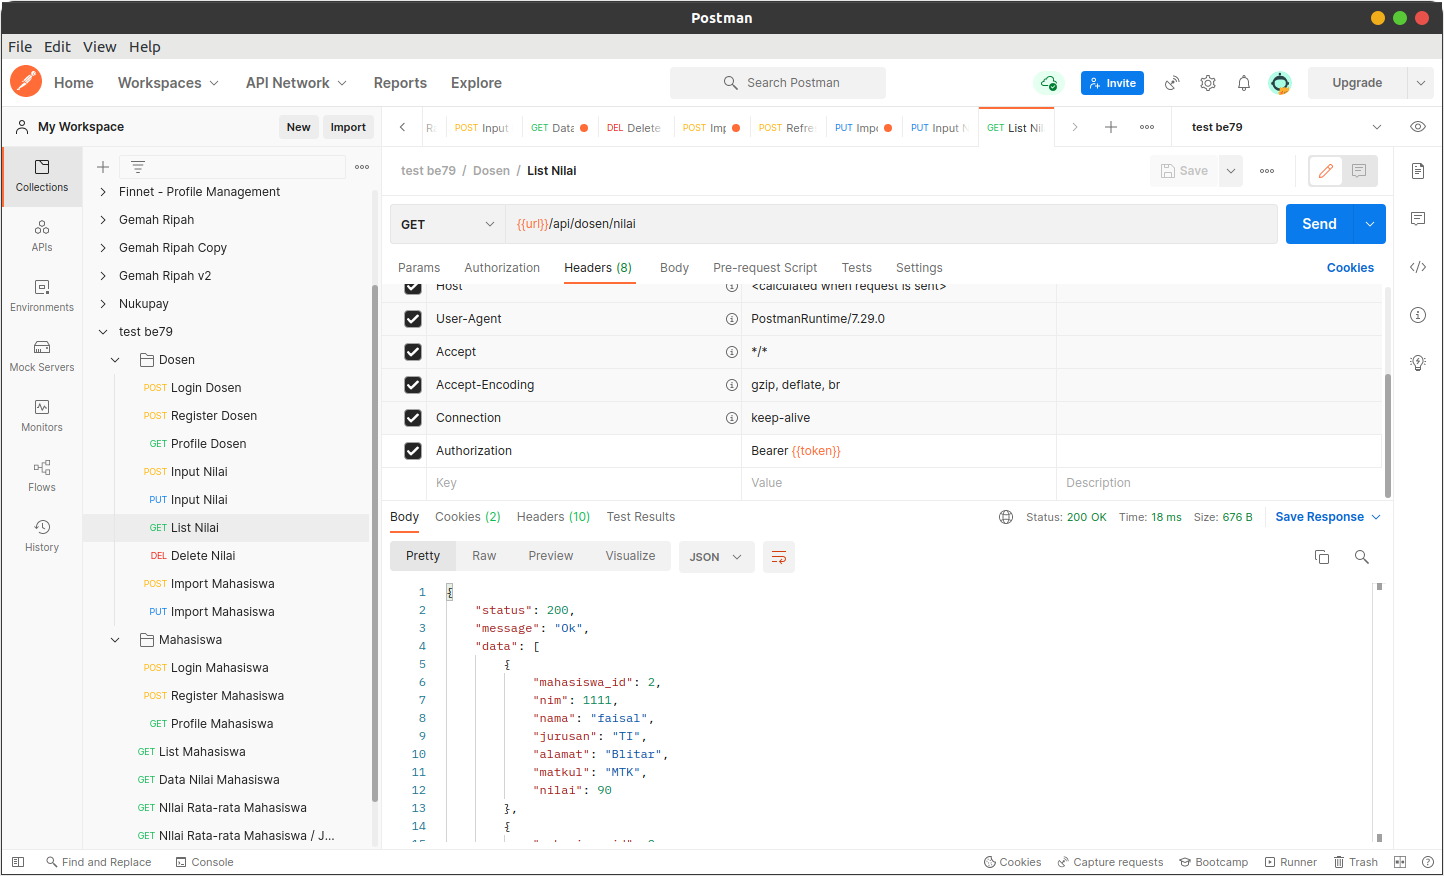 Postman
File Edit View Help
Home Workspaces API Network Reports Explore Search Postman Invite Upgrade
My Workspace New Import
POST Input GET Data DEL Delete POST Imp POST Refre PUT Impo PUT Input N GET List Nil test be79
Collections
APIs
Environments
Mock Servers
Monitors
Flows
History
Finnet - Profile Management
Gemah Ripah
Gemah Ripah Copy
Gemah Ripah v2
Nukupay
test be79
Dosen
POST Login Dosen
POST Register Dosen
GET Profile Dosen
POST Input Nilai
PUT Input Nilai
GET List Nilai
DEL Delete Nilai
POST Import Mahasiswa
PUT Import Mahasiswa
Mahasiswa
POST Login Mahasiswa
POST Register Mahasiswa
GET Profile Mahasiswa
GET List Mahasiswa
GET Data Nilai Mahasiswa
GET NIlai Rata-rata Mahasiswa
GET NIlai Rata-rata Mahasiswa / J...
test be79 / Dosen / List NIlai Save
GET {{url}}/api/dosen/nilai Send
Params Authorization Headers (8) Body Pre-request Script Tests Settings Cookies
Host <calculated when request is sent>
User-Agent PostmanRuntime/7.29.0
Accept */*
Accept-Encoding gzip, deflate, br
Connection keep-alive
Authorization Bearer {{token}}
Key Value Description
Body Cookies (2) Headers (10) Test Results Status: 200 OK Time: 18 ms Size: 676 B Save Response
Pretty Raw Preview Visualize JSON
1 {
2 "status": 200,
3 "message": "Ok",
4 "data": [
5 {
6 "mahasiswa_id": 2,
7 "nim": 1111,
8 "nama": "faisal",
9 "jurusan": "TI",
10 "alamat": "Blitar",
11 "matkul": "MTK",
12 "nilai": 90
13 },
14 {
Find and Replace Console Cookies Capture requests Bootcamp Runner Trash